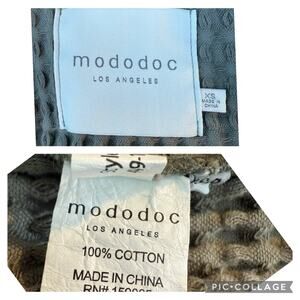 mododoc
LOS ANGELES
XS
MADE IN
CHINA
mododoc
LOS ANGELES
100% COTTON
MADE IN CHINA
PIC•COLLAGE